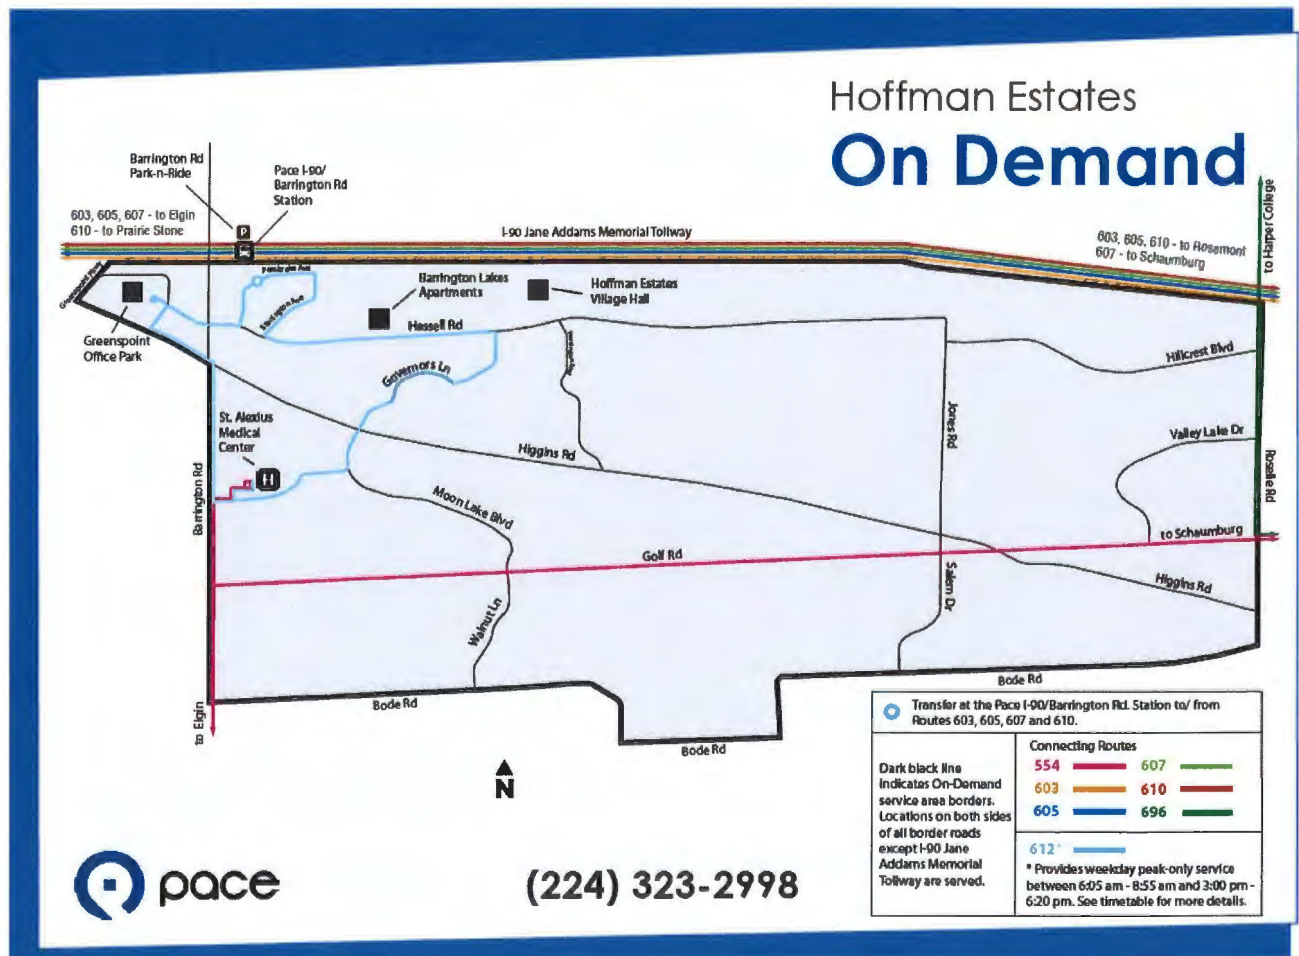 Hoffman Estates
On Demand
Barrington Rd
Park-n-Ride
Pace I-90/
Barrington Rd
Station
P
603, 605, 607 - to Elgin
610 - to Prairie Stone
I-90 Jane Addams Memorial Tollway
603, 605, 610 - to Rosemont
607 - to Schaumburg
to Harper College
Barrington Lakes
Apartments
Hoffman Estates
Village Hall
Greenspoint
Office Park
Hassell Rd
Governors Ln
Hillcrest Blvd
St. Alexius
Medical
Center
H
Higgins Rd
Jones Rd
Valley Lake Dr
Roselle Rd
Barrington Rd
Moon Lake Blvd
to Schaumburg
Golf Rd
Salem Dr
Higgins Rd
Walnut Ln
to Elgin
Bode Rd
Bode Rd
Bode Rd
N
Transfer at the Pace I-90/Barrington Rd. Station to/ from
Routes 603, 605, 607 and 610.
Dark black line
indicates On-Demand
service area borders.
Locations on both sides
of all border roads
except I-90 Jane
Addams Memorial
Tollway are served.
Connecting Routes
554 607
603 610
605 696
612*
* Provides weekday peak-only service
between 6:05 am - 8:55 am and 3:00 pm -
6:20 pm. See timetable for more details.
pace
(224) 323-2998